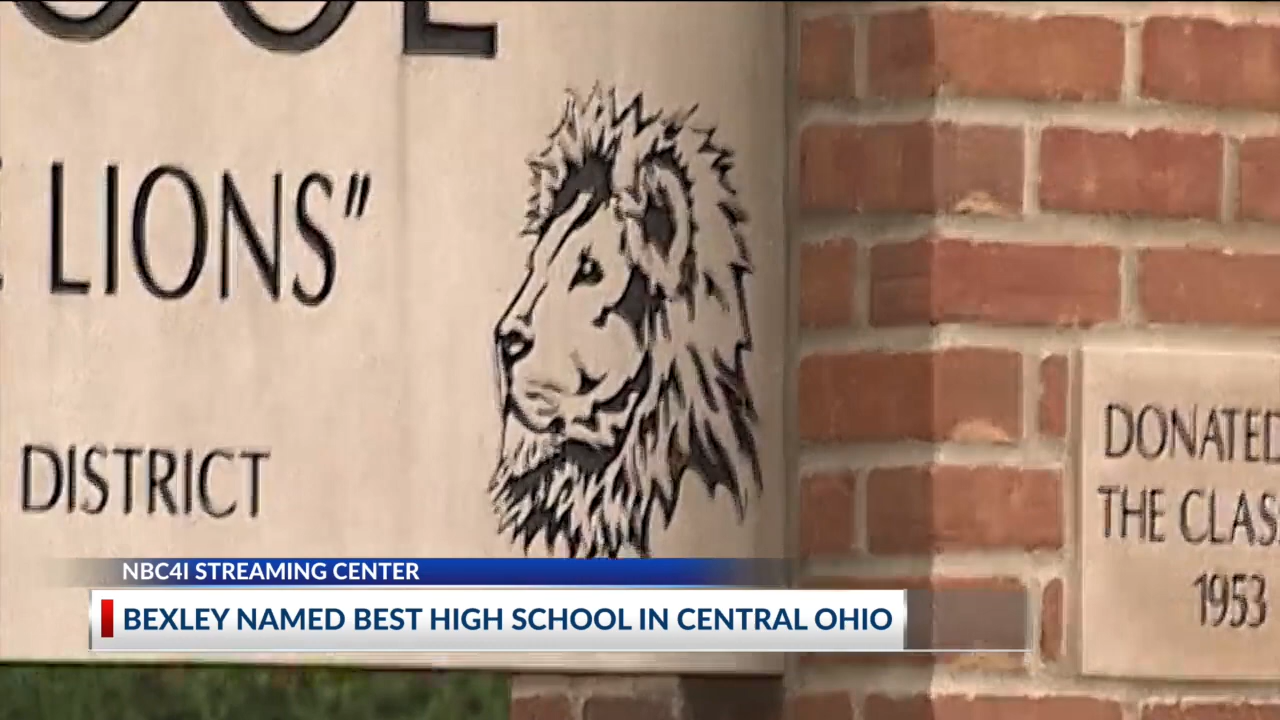 LIONS"
DISTRICT
DONATED
THE CLAS
1953
NBC4I STREAMING CENTER
BEXLEY NAMED BEST HIGH SCHOOL IN CENTRAL OHIO